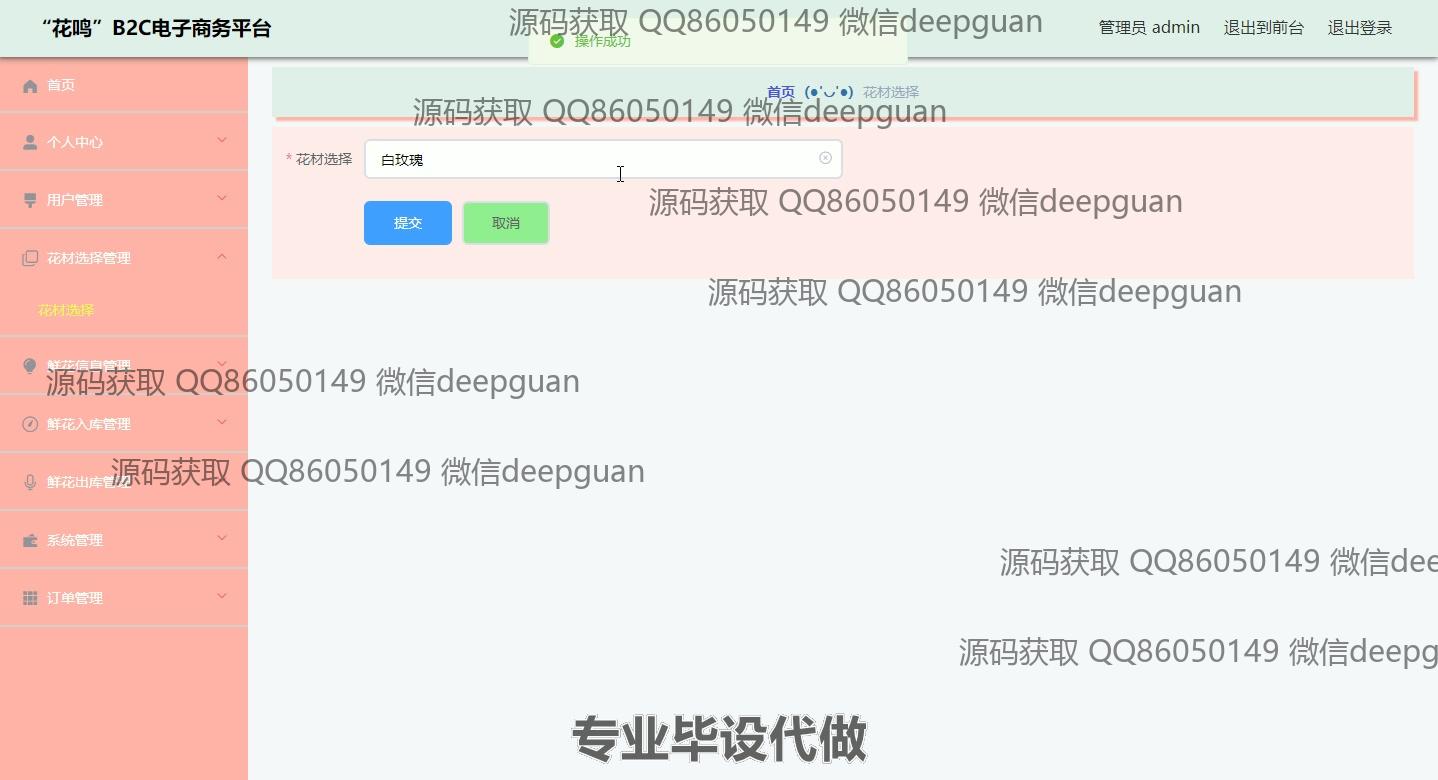 “花鸣”B2C电子商务平台
源码获取 QQ86050149 微信deepguan
操作成功
管理员 admin
退出到前台
退出登录
首页
个人中心
用户管理
花材选择管理
花材选择
鲜花信息管理
鲜花入库管理
鲜花出库管理
系统管理
订单管理
首页 (●'◡'●) 花材选择
源码获取 QQ86050149 微信deepguan
* 花材选择
白玫瑰
源码获取 QQ86050149 微信deepguan
提交
取消
源码获取 QQ86050149 微信deepguan
源码获取 QQ86050149 微信deepguan
源码获取 QQ86050149 微信deepguan
源码获取 QQ86050149 微信dee
源码获取 QQ86050149 微信deepg
专业毕设代做